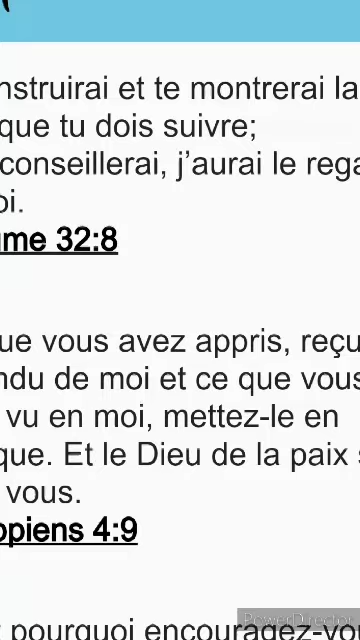 nstruirai et te montrerai la
que tu dois suivre;
conseillerai, j'aurai le rega
oi.
ume 32:8
ue vous avez appris, reçu
ndu de moi et ce que vous
vu en moi, mettez-le en
que. Et le Dieu de la paix s
vous.
opiens 4:9
pourquoi encouragez-vo
PowerDirector